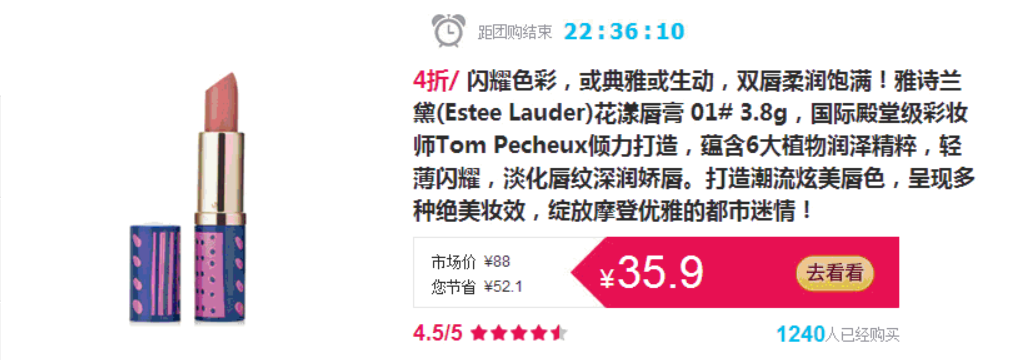 距团购结束 22:36:10
4折/ 闪耀色彩，或典雅或生动，双唇柔润饱满！雅诗兰
黛(Estee Lauder)花漾唇膏 01# 3.8g，国际殿堂级彩妆
师Tom Pecheux倾力打造，蕴含6大植物润泽精粹，轻
薄闪耀，淡化唇纹深润娇唇。打造潮流炫美唇色，呈现多
种绝美妆效，绽放摩登优雅的都市迷情！
市场价 ¥88
您节省 ¥52.1
¥35.9
去看看
4.5/5
1240人已经购买